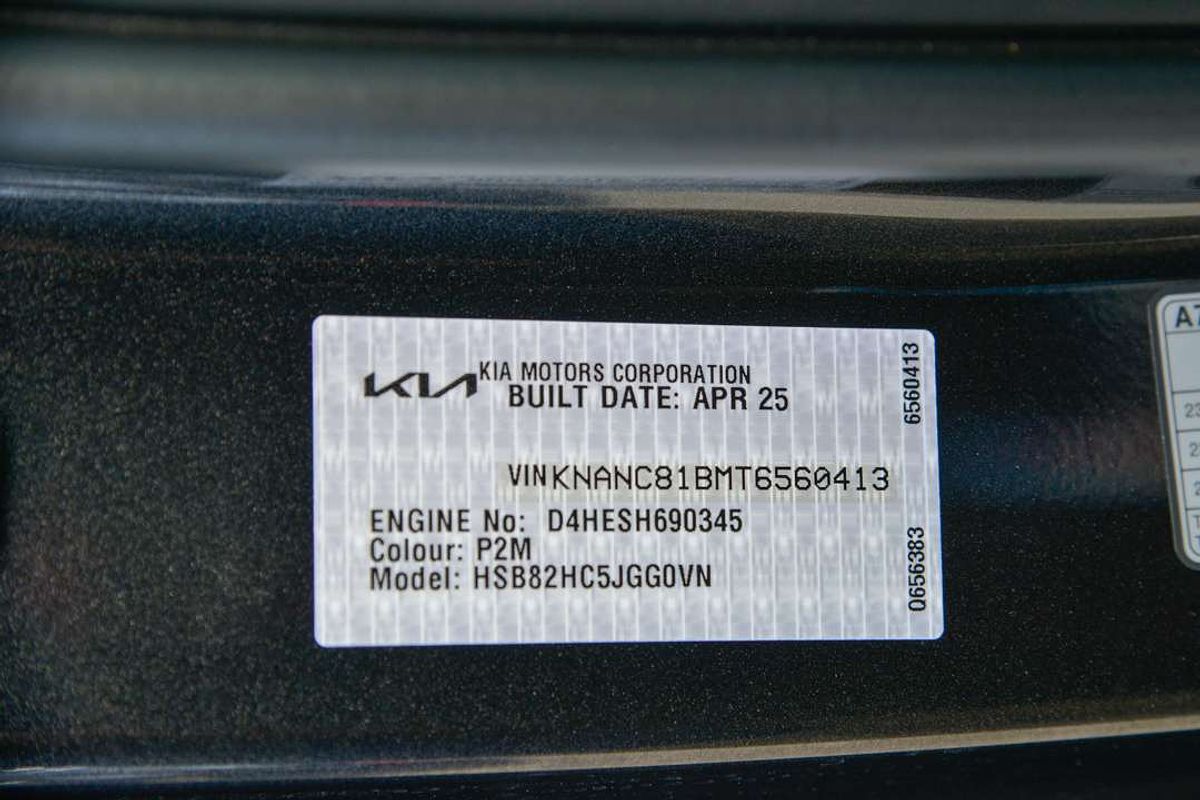 KIA
KIA MOTORS CORPORATION
BUILT DATE: APR 25
VINKNANC81BMT6560413
ENGINE No: D4HESH690345
Colour: P2M
Model: HSB82HC5JGG0VN
6560413
0656383